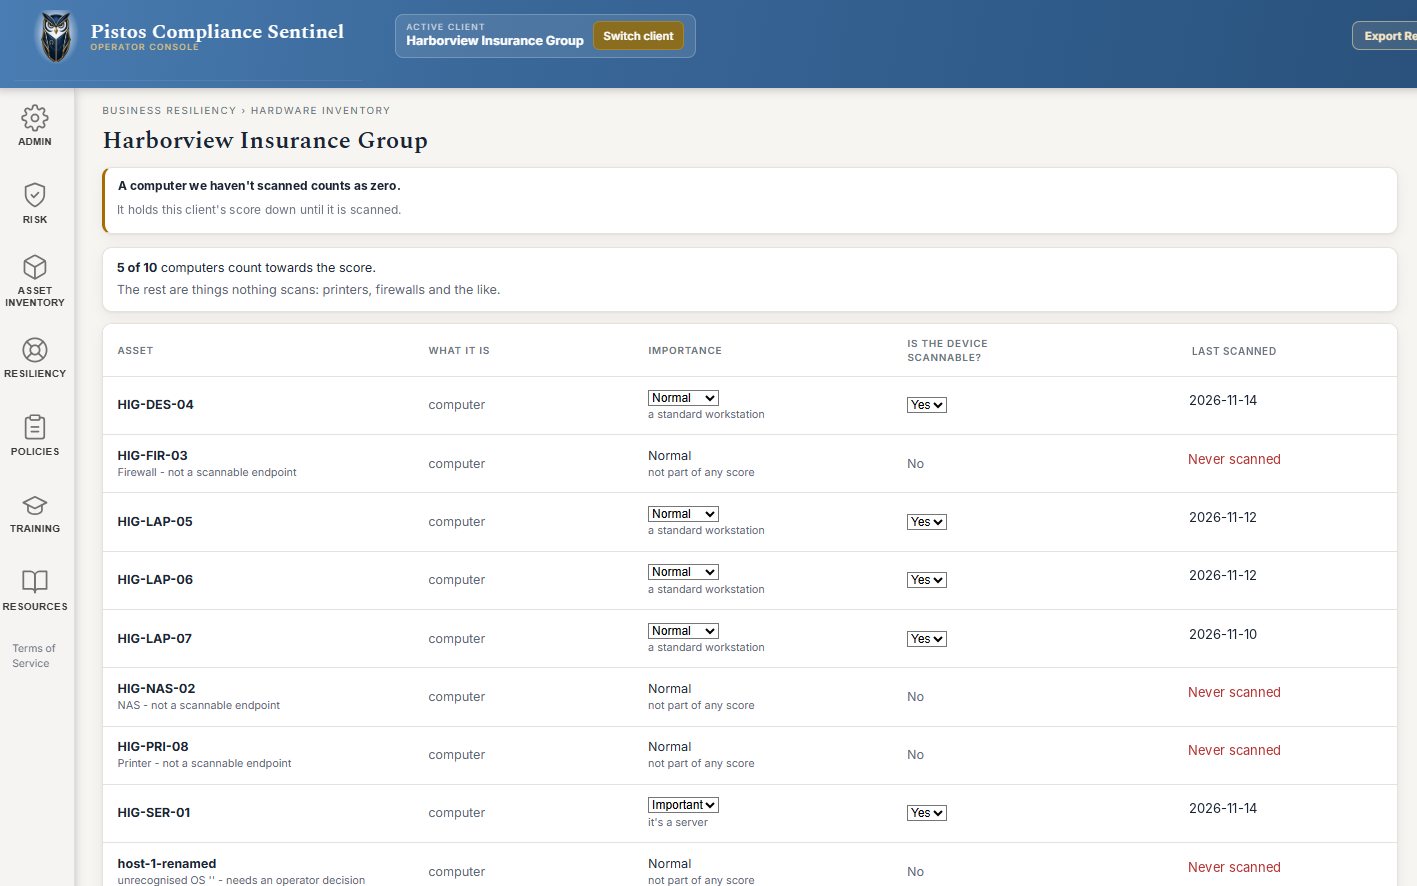 Pistos Compliance Sentinel
OPERATOR CONSOLE
ACTIVE CLIENT
Harborview Insurance Group
Switch client
Export Re
ADMIN
RISK
ASSET
INVENTORY
RESILIENCY
POLICIES
TRAINING
RESOURCES
Terms of
Service
BUSINESS RESILIENCY › HARDWARE INVENTORY
Harborview Insurance Group
A computer we haven't scanned counts as zero.
It holds this client's score down until it is scanned.
5 of 10 computers count towards the score.
The rest are things nothing scans: printers, firewalls and the like.
ASSET WHAT IT IS IMPORTANCE IS THE DEVICE SCANNABLE? LAST SCANNED
HIG-DES-04 computer Normal Yes 2026-11-14
a standard workstation
HIG-FIR-03 computer Normal No Never scanned
Firewall - not a scannable endpoint not part of any score
HIG-LAP-05 computer Normal Yes 2026-11-12
a standard workstation
HIG-LAP-06 computer Normal Yes 2026-11-12
a standard workstation
HIG-LAP-07 computer Normal Yes 2026-11-10
a standard workstation
HIG-NAS-02 computer Normal No Never scanned
NAS - not a scannable endpoint not part of any score
HIG-PRI-08 computer Normal No Never scanned
Printer - not a scannable endpoint not part of any score
HIG-SER-01 computer Important Yes 2026-11-14
it's a server
host-1-renamed computer Normal No Never scanned
unrecognised OS '' - needs an operator decision not part of any score